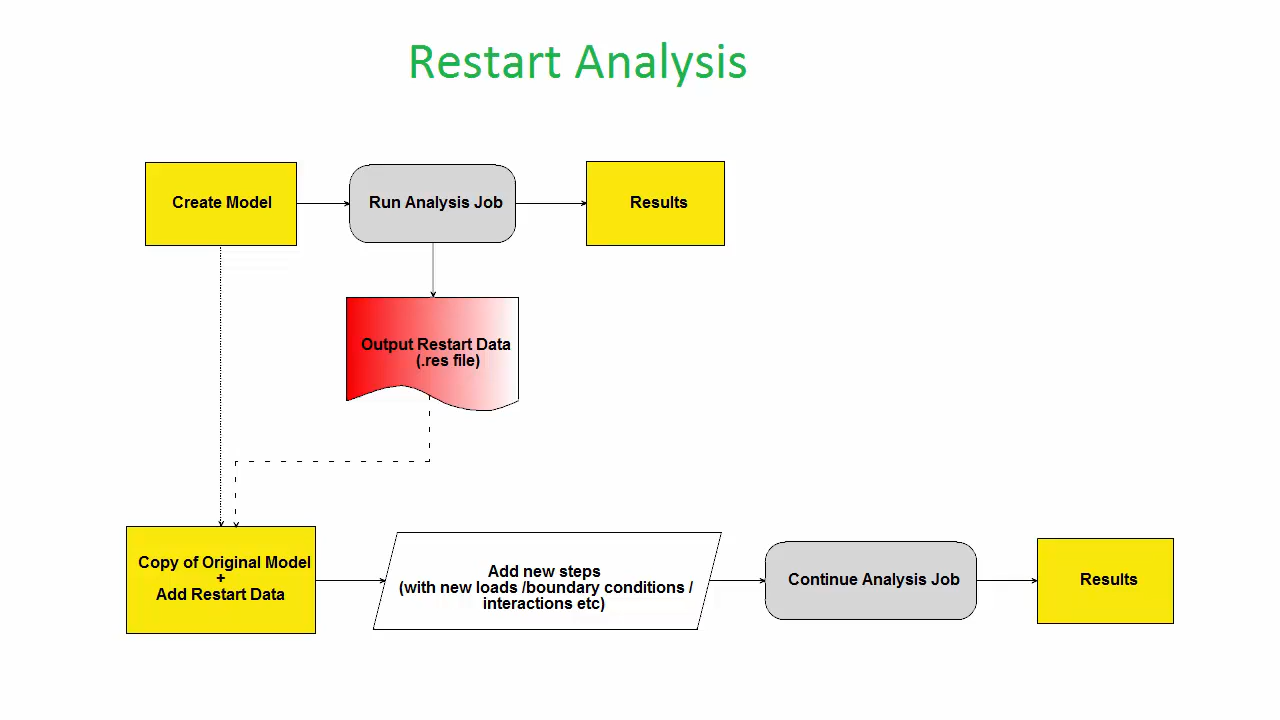 Restart Analysis
Create Model
Run Analysis Job
Results
Output Restart Data
(.res file)
Copy of Original Model
+
Add Restart Data
Add new steps
(with new loads /boundary conditions /
interactions etc)
Continue Analysis Job
Results